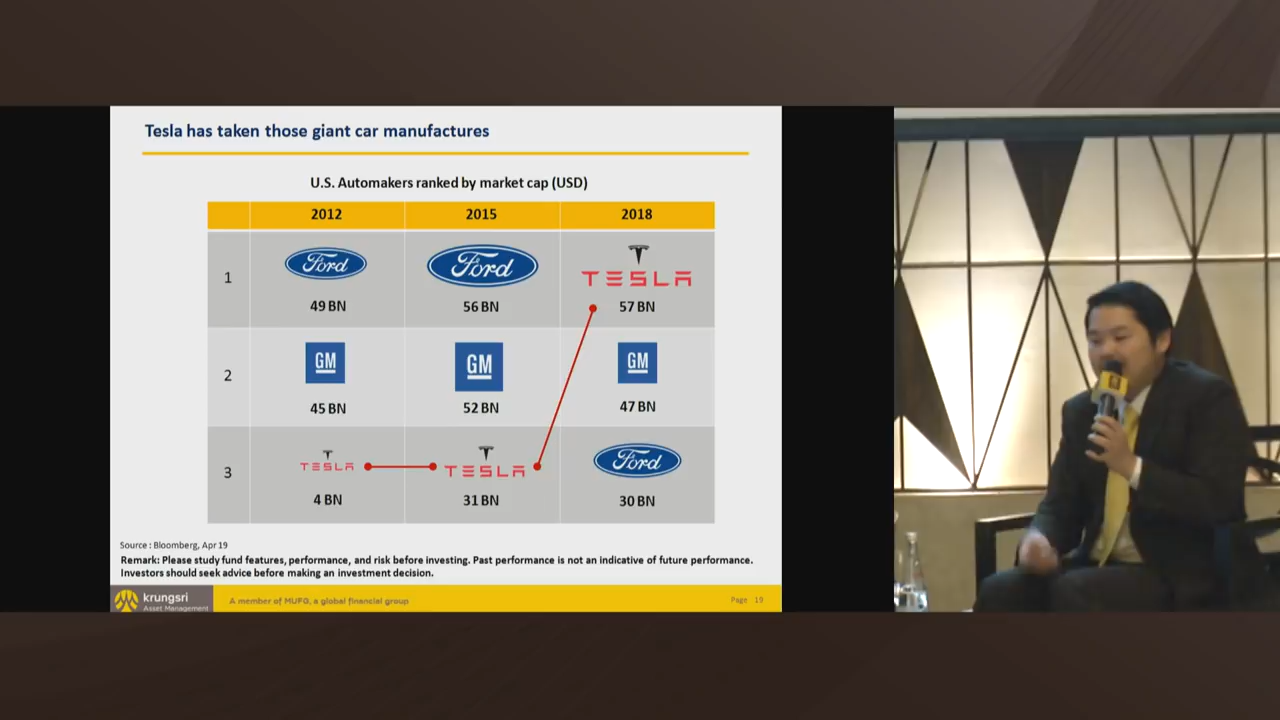 Tesla has taken those giant car manufactures
U.S. Automakers ranked by market cap (USD)
2012 2015 2018
1
Ford Ford TESLA
49 BN 56 BN 57 BN
2
GM GM GM
45 BN 52 BN 47 BN
3
TESLA TESLA Ford
4 BN 31 BN 30 BN
Source : Bloomberg, Apr 19
Remark: Please study fund features, performance, and risk before investing. Past performance is not an indicative of future performance.
Investors should seek advice before making an investment decision.
krungsri
Asset Management
A member of MUFG, a global financial group
Page 19